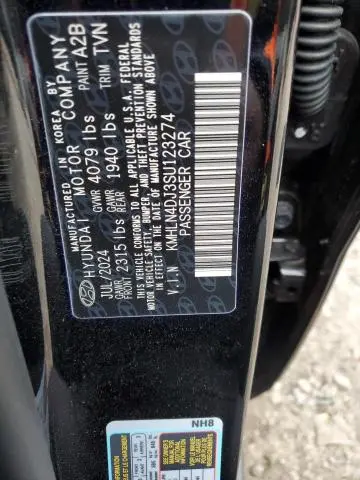 MANUFACTURED BY IN KOREA BY
HYUNDAI MOTOR COMPANY
JUL/2024 GVWR 4079 lbs PAINT A2B
GAWR FRONT 2315 lbs GAWR REAR 1940 lbs TRIM TVN
THIS VEHICLE CONFORMS TO ALL APPLICABLE U.S.A. FEDERAL
MOTOR VEHICLE SAFETY, BUMPER, AND THEFT PREVENTION
STANDARDS IN EFFECT ON THE DATE OF MANUFACTURE SHOWN ABOVE
V.I.N KMHLN4DJ3SU123274
PASSENGER CAR
NH8